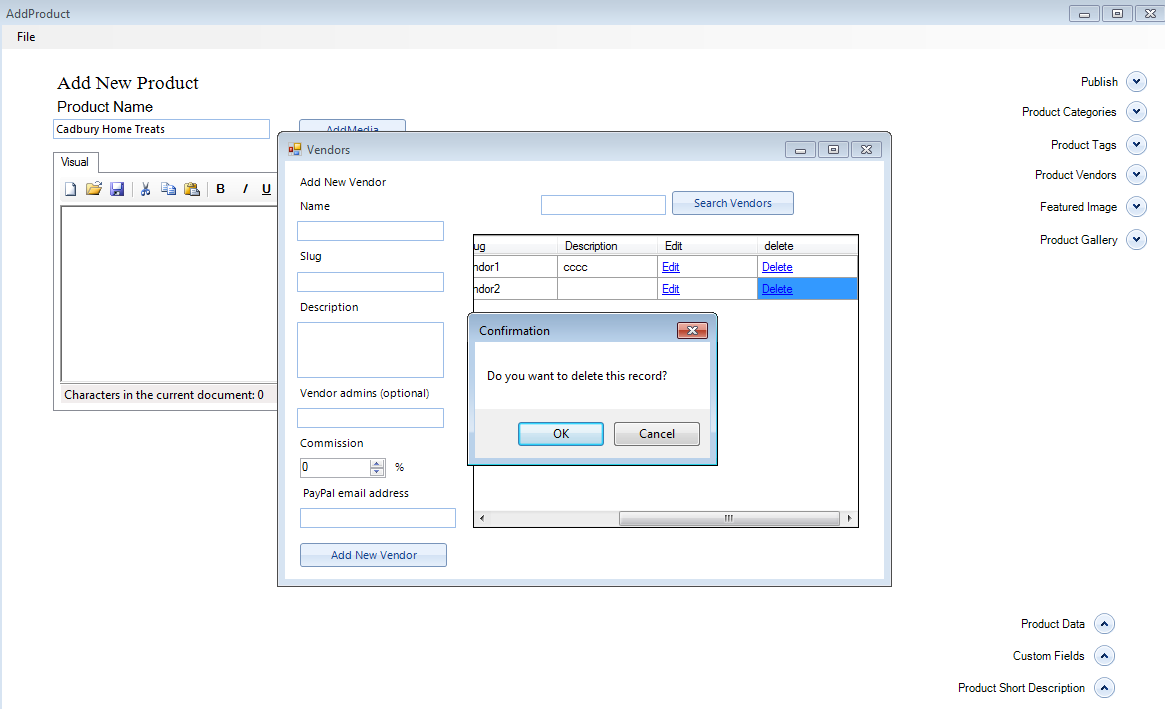 AddProduct
File
Add New Product
Product Name
Cadbury Home Treats
AddMedia
Visual
B I U
Characters in the current document: 0
Publish
Product Categories
Product Tags
Product Vendors
Featured Image
Product Gallery
Vendors
Add New Vendor
Name
Slug
Description
Vendor admins (optional)
Commission
0 %
PayPal email address
Add New Vendor
Search Vendors
ug Description Edit delete
ndor1 cccc Edit Delete
ndor2 Edit Delete
Confirmation
Do you want to delete this record?
OK Cancel
Product Data
Custom Fields
Product Short Description